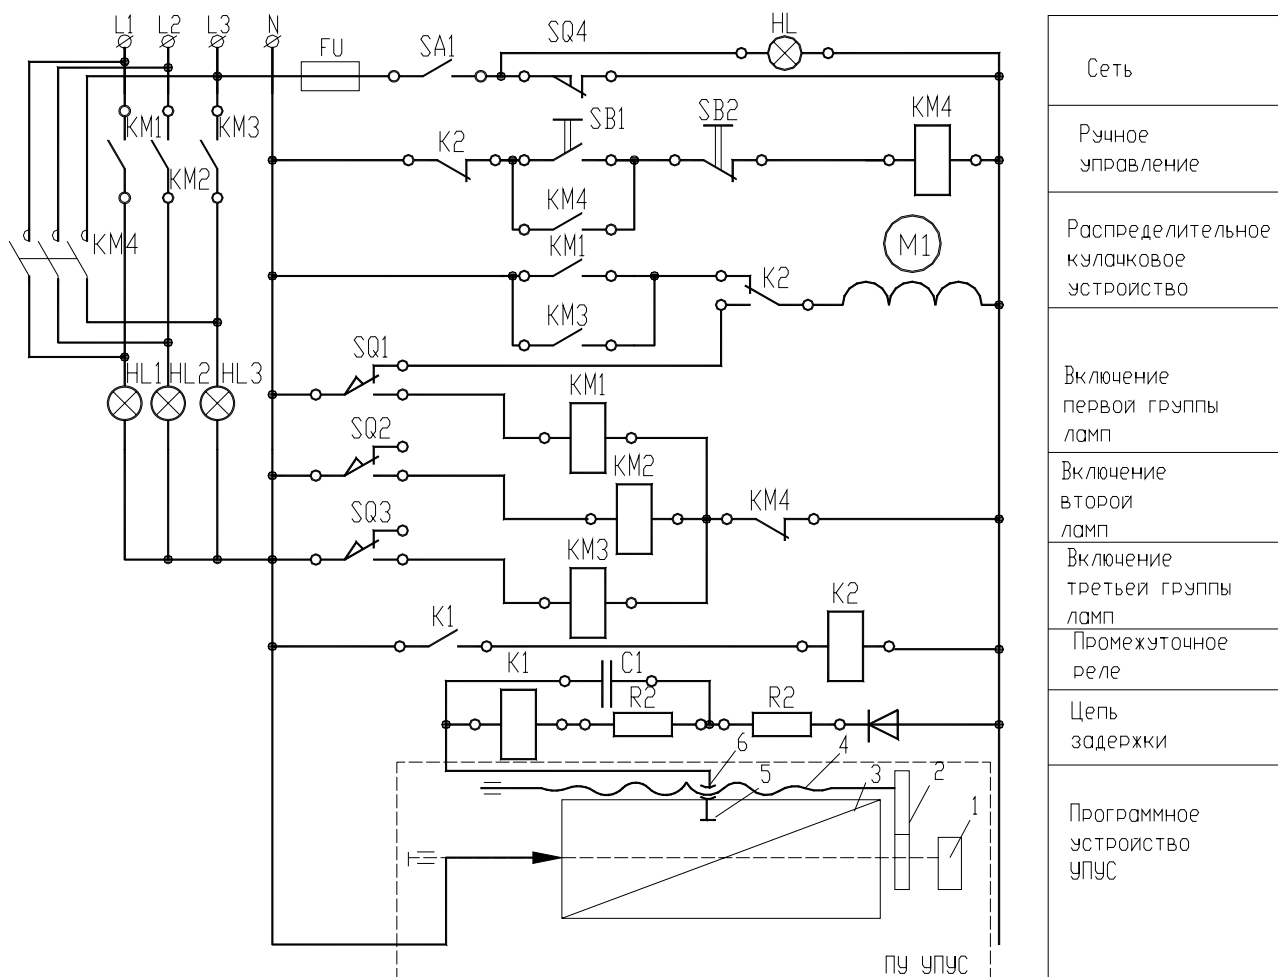 L1 L2 L3 N
FU
SA1
SQ4
HL
Сеть
KM1
KM3
KM2
K2
SB1
SB2
KM4
KM4
Ручное
управление
KM4
KM1
K2
M1
KM3
Распределительное
кулачковое
устройство
HL1 HL2 HL3
SQ1
KM1
Включение
первой группы
ламп
SQ2
KM2
KM4
Включение
второй
ламп
SQ3
KM3
Включение
третьей группы
ламп
K1
K2
Промежуточное
реле
K1
C1
R2
R2
Цепь
задержки
6
5
4
3
2
1
Программное
устройство
УПУС
ПУ УПУС